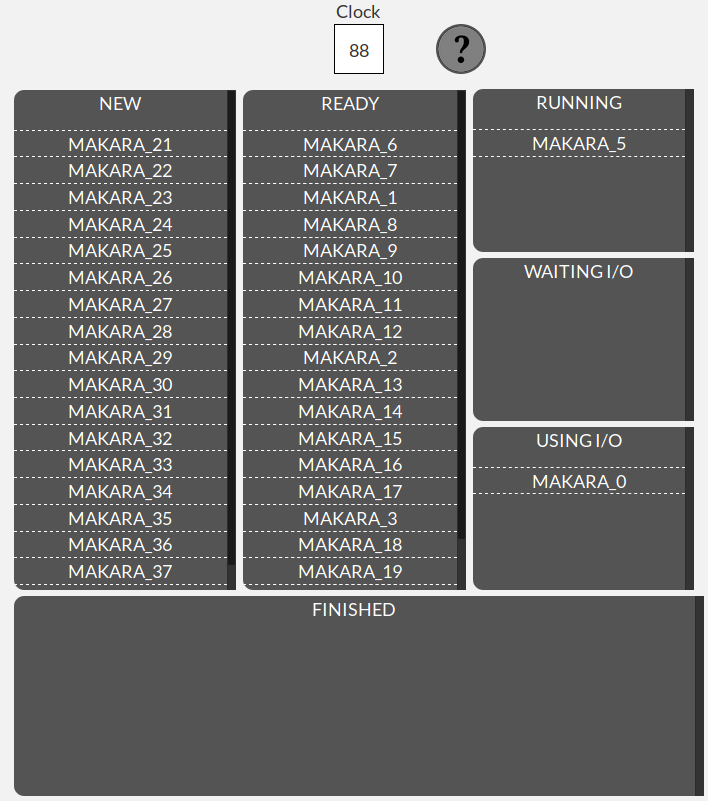 Clock
88
?
NEW
MAKARA_21
MAKARA_22
MAKARA_23
MAKARA_24
MAKARA_25
MAKARA_26
MAKARA_27
MAKARA_28
MAKARA_29
MAKARA_30
MAKARA_31
MAKARA_32
MAKARA_33
MAKARA_34
MAKARA_35
MAKARA_36
MAKARA_37
READY
MAKARA_6
MAKARA_7
MAKARA_1
MAKARA_8
MAKARA_9
MAKARA_10
MAKARA_11
MAKARA_12
MAKARA_2
MAKARA_13
MAKARA_14
MAKARA_15
MAKARA_16
MAKARA_17
MAKARA_3
MAKARA_18
MAKARA_19
RUNNING
MAKARA_5
WAITING I/O
USING I/O
MAKARA_0
FINISHED